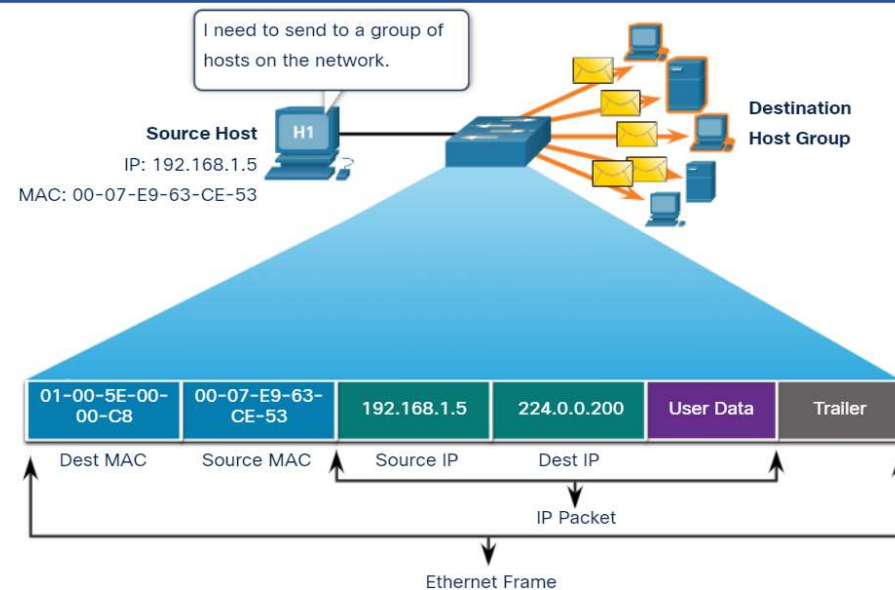 I need to send to a group of
hosts on the network.
H1
Source Host
IP: 192.168.1.5
MAC: 00-07-E9-63-CE-53
Destination
Host Group
01-00-5E-00-
00-C8
00-07-E9-63-
CE-53
192.168.1.5
224.0.0.200
User Data
Trailer
Dest MAC
Source MAC
Source IP
Dest IP
IP Packet
Ethernet Frame